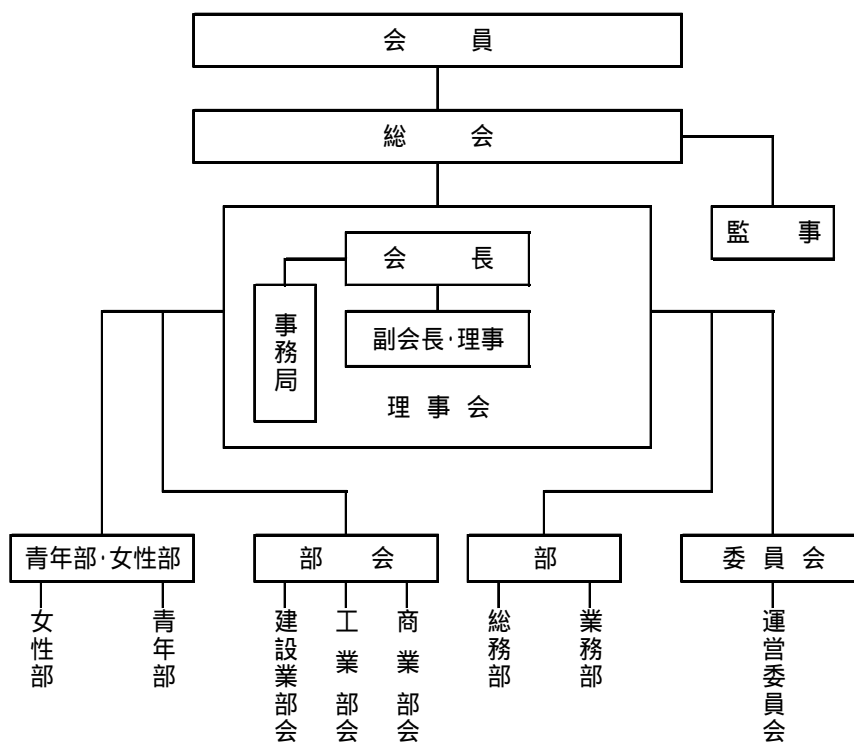 会員
総会
監事
会長
事務局
副会長・理事
理事会
青年部・女性部
部会
部
委員会
女性部
青年部
建設業部会
工業部会
商業部会
総務部
業務部
運営委員会